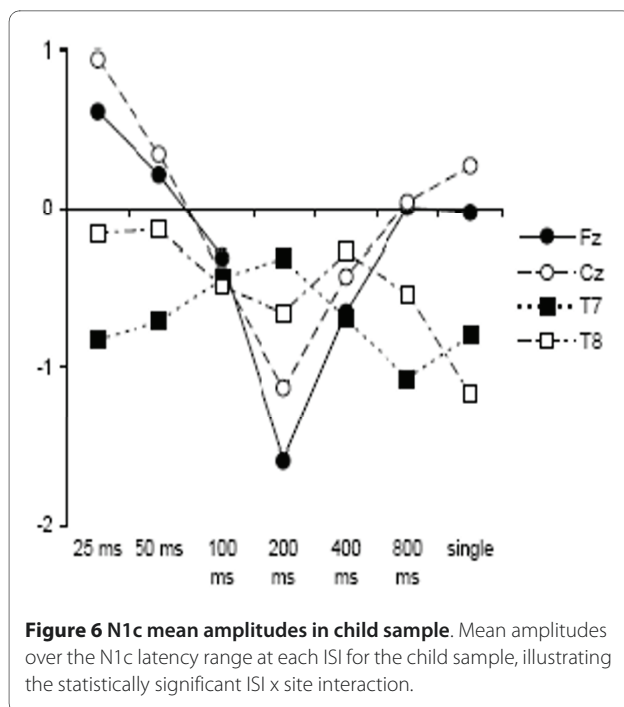 1
0
-1
-2
25 ms 50 ms 100 200 400 800 single
ms ms ms ms
Fz
Cz
T7
T8
Figure 6 N1c mean amplitudes in child sample. Mean amplitudes
over the N1c latency range at each ISI for the child sample, illustrating
the statistically significant ISI x site interaction.